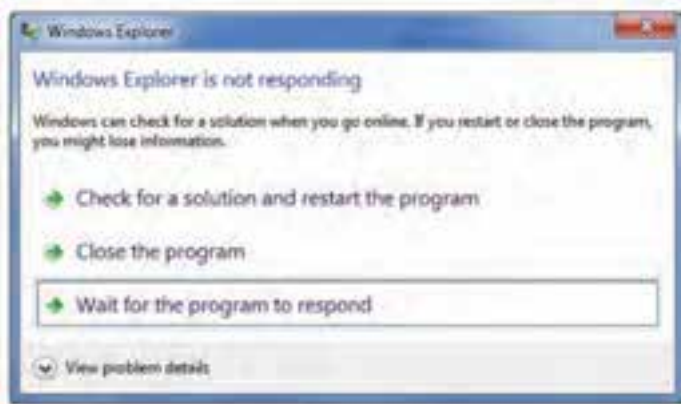 Windows Explorer
Windows Explorer is not responding
Windows can check for a solution when you go online. If you restart or close the program,
you might lose information.
Check for a solution and restart the program
Close the program
Wait for the program to respond
View problem details